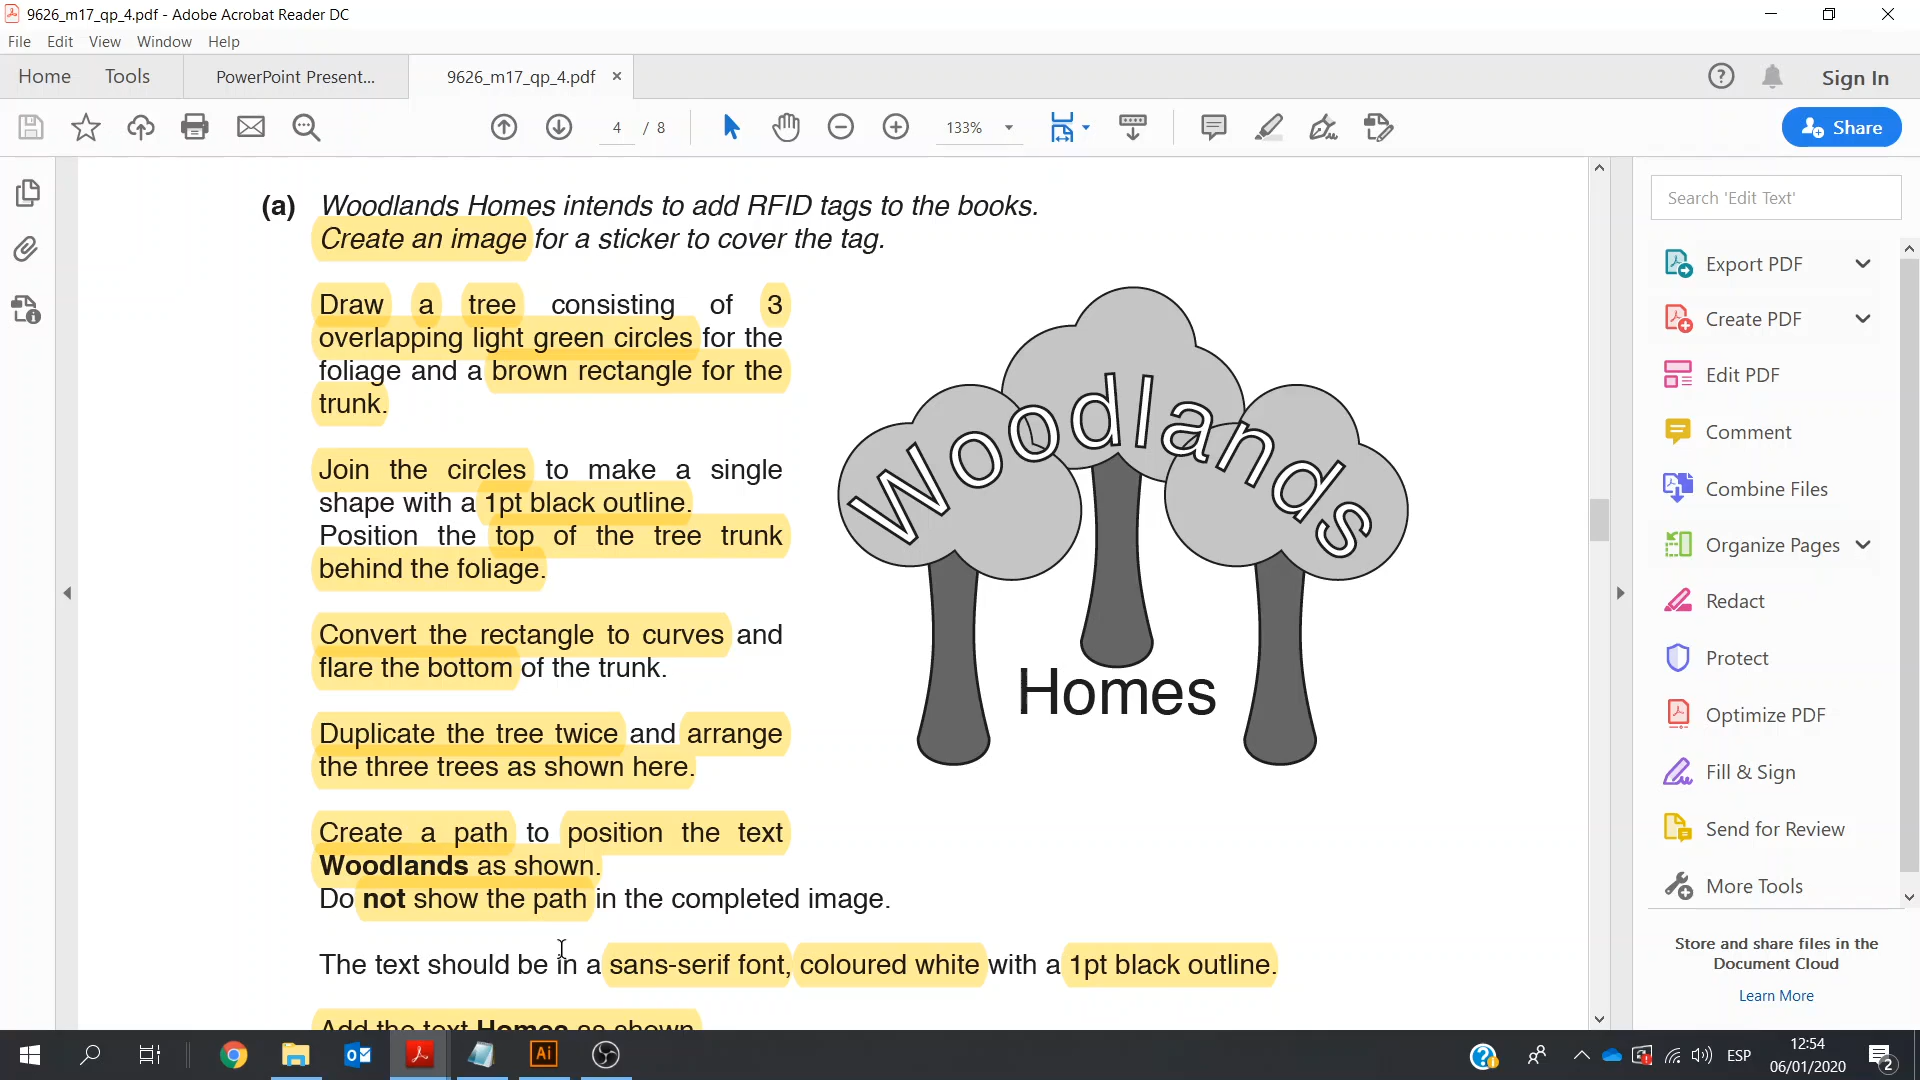 9626_m17_qp_4.pdf - Adobe Acrobat Reader DC
File Edit View Window Help
Home Tools PowerPoint Present... 9626_m17_qp_4.pdf × Sign In
4 / 8 133% Share
(a) Woodlands Homes intends to add RFID tags to the books.
Create an image for a sticker to cover the tag.
Draw a tree consisting of 3
overlapping light green circles for the
foliage and a brown rectangle for the
trunk.
Join the circles to make a single
shape with a 1pt black outline.
Position the top of the tree trunk
behind the foliage.
Convert the rectangle to curves and
flare the bottom of the trunk.
Duplicate the tree twice and arrange
the three trees as shown here.
Create a path to position the text
Woodlands as shown.
Do not show the path in the completed image.
The text should be in a sans-serif font, coloured white with a 1pt black outline.
Add the text Homes as shown.
Woodlands
Homes
Search 'Edit Text'
Export PDF
Create PDF
Edit PDF
Comment
Combine Files
Organize Pages
Redact
Protect
Optimize PDF
Fill & Sign
Send for Review
More Tools
Store and share files in the
Document Cloud
Learn More
Ai
ESP
12:54
06/01/2020
2